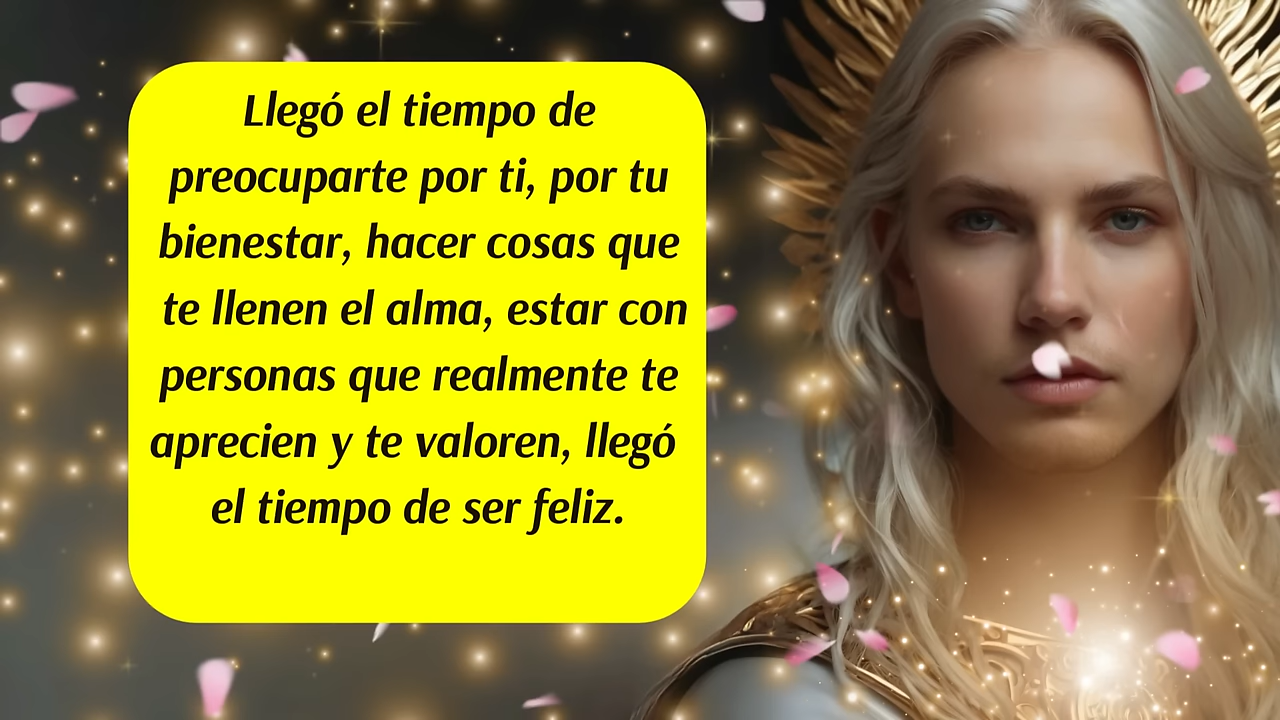 Llegó el tiempo de
preocuparte por ti, por tu
bienestar, hacer cosas que
te llenen el alma, estar con
personas que realmente te
aprecien y te valoren, llegó
el tiempo de ser feliz.